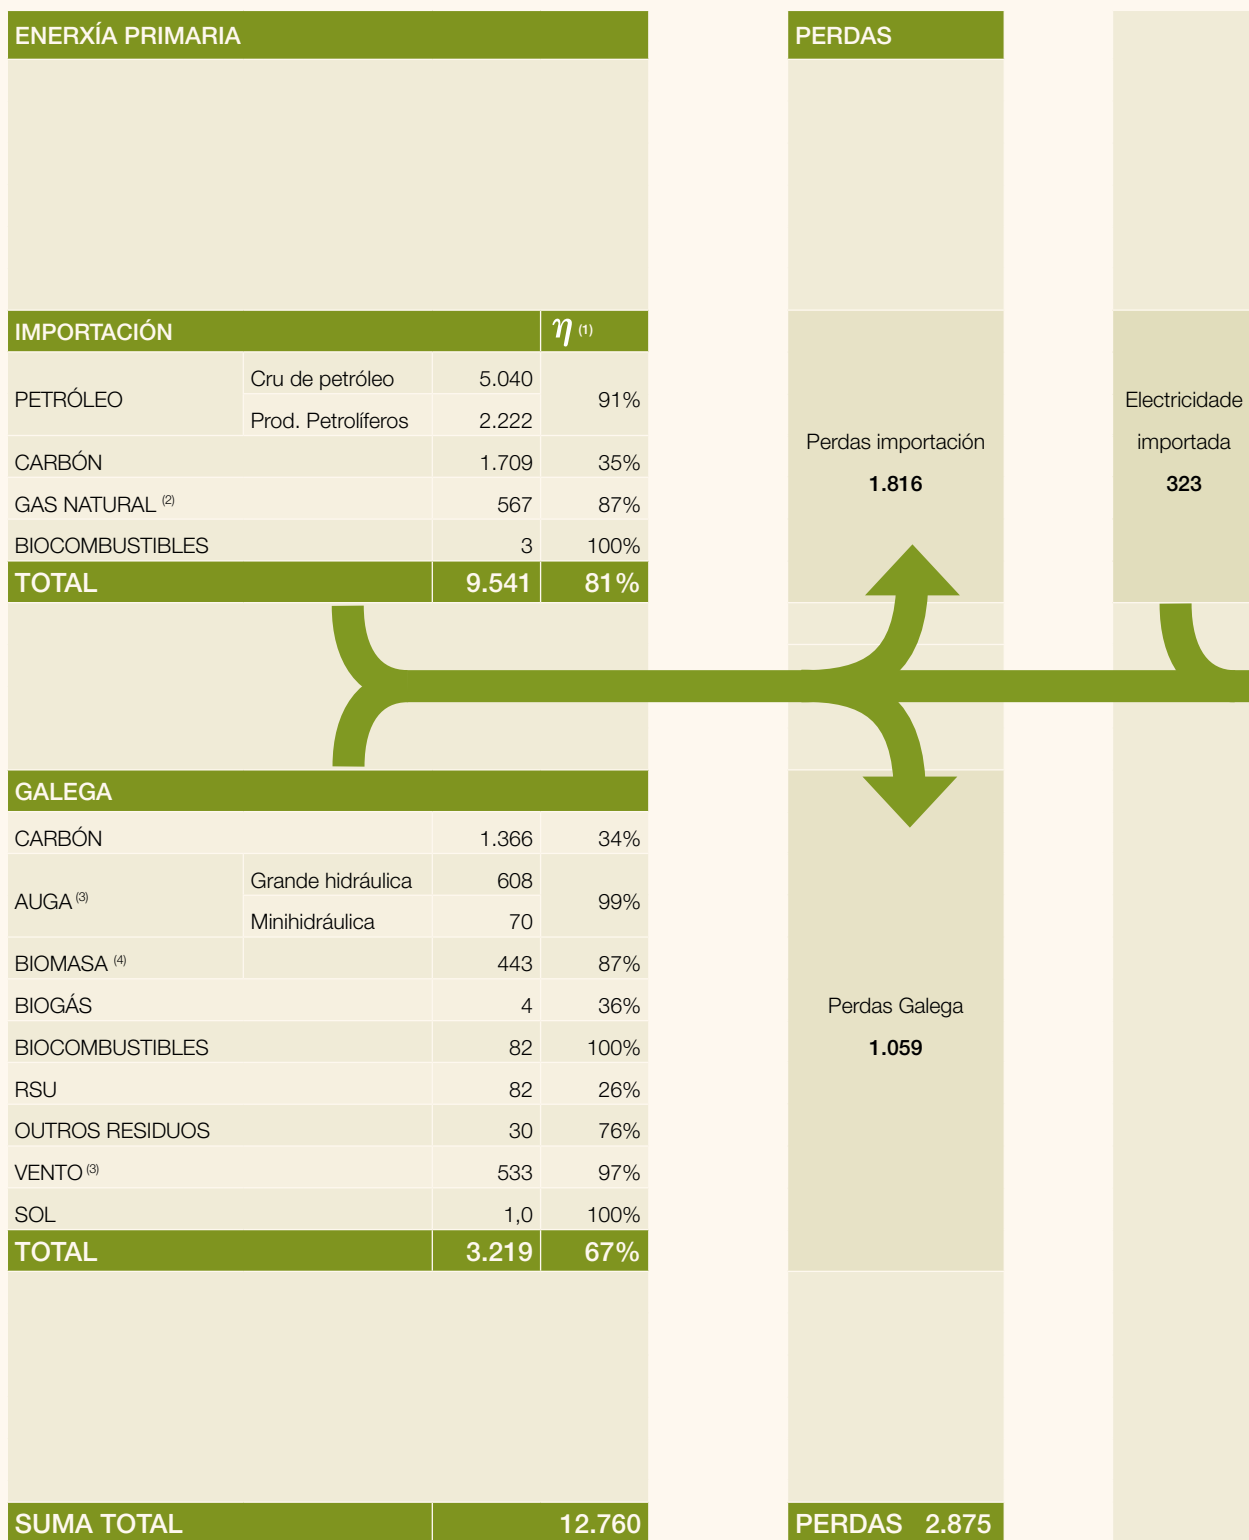 ENERXÍA PRIMARIA
IMPORTACIÓN η (1)
PETRÓLEO Cru de petróleo 5.040 91%
Prod. Petrolíferos 2.222
CARBÓN 1.709 35%
GAS NATURAL (2) 567 87%
BIOCOMBUSTIBLES 3 100%
TOTAL 9.541 81%
GALEGA
CARBÓN 1.366 34%
AUGA (3) Grande hidráulica 608 99%
Minihidráulica 70
BIOMASA (4) 443 87%
BIOGÁS 4 36%
BIOCOMBUSTIBLES 82 100%
RSU 82 26%
OUTROS RESIDUOS 30 76%
VENTO (3) 533 97%
SOL 1,0 100%
TOTAL 3.219 67%
SUMA TOTAL 12.760
PERDAS
Perdas importación
1.816
Perdas Galega
1.059
PERDAS 2.875
Electricidade
importada
323